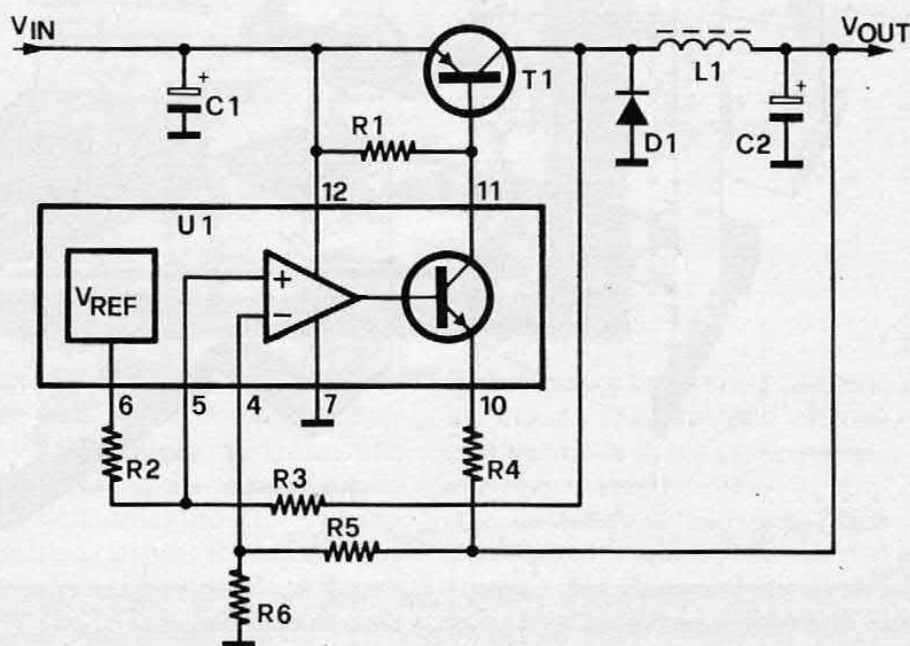 VIN
VOUT
+
C1
T1
L1
+
R1
D1
C2
12
11
U1
VREF
+
−
6
5
4
7
10
R2
R3
R4
R5
R6